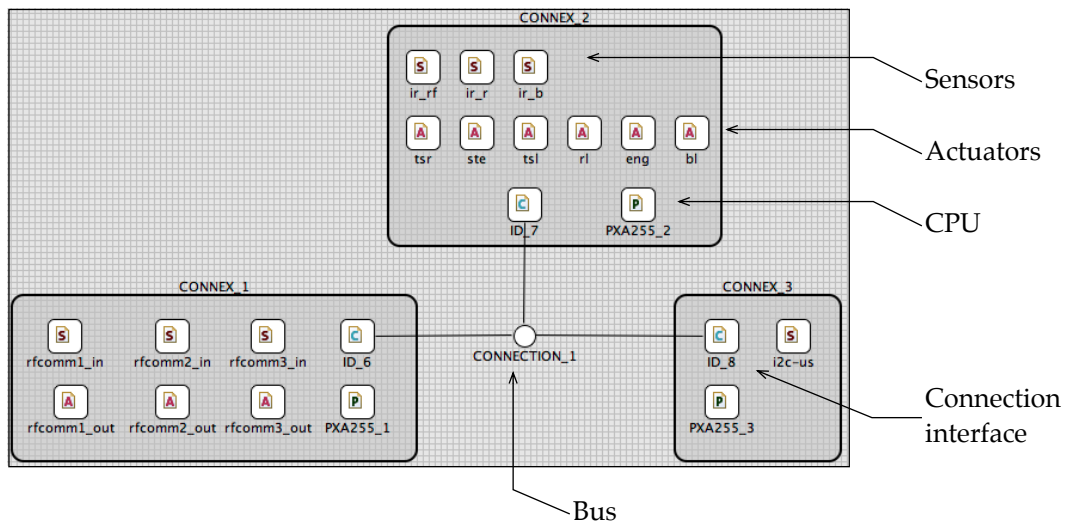 CONNEX_2
S S S
ir_rf ir_r ir_b
Sensors
A A A A A A
tsr ste tsl rl eng bl
Actuators
C P
ID_7 PXA255_2
CPU
CONNEX_1
S S S C
rfcomm1_in rfcomm2_in rfcomm3_in ID_6
A A A P
rfcomm1_out rfcomm2_out rfcomm3_out PXA255_1
CONNECTION_1
CONNEX_3
C S
ID_8 i2c-us
P
PXA255_3
Connection
interface
Bus